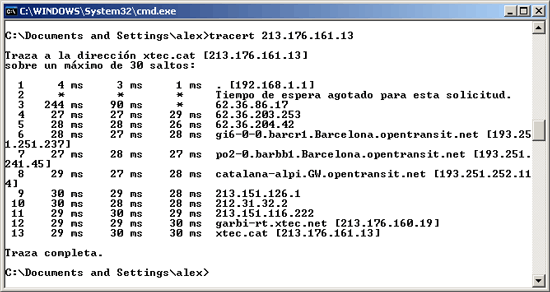 C:\WINDOWS\System32\cmd.exe
C:\Documents and Settings\alex>tracert 213.176.161.13
Traza a la dirección xtec.cat [213.176.161.13]
sobre un máximo de 30 saltos:
1 4 ms 3 ms 1 ms . [192.168.1.1]
2 * * * Tiempo de espera agotado para esta solicitud.
3 244 ms 90 ms * 62.36.86.17
4 27 ms 27 ms 29 ms 62.36.203.253
5 28 ms 28 ms 26 ms 62.36.204.42
6 28 ms 27 ms 28 ms gi6-0-0.barcr1.Barcelona.opentransit.net [193.25
1.251.237]
7 27 ms 28 ms 27 ms po2-0.barbb1.Barcelona.opentransit.net [193.251.
241.45]
8 29 ms 27 ms 28 ms catalana-alpi.GW.opentransit.net [193.251.252.11
4]
9 30 ms 29 ms 28 ms 213.151.126.1
10 30 ms 28 ms 28 ms 212.31.32.2
11 29 ms 30 ms 29 ms 213.151.116.222
12 29 ms 29 ms 30 ms garbi-rt.xtec.net [213.176.160.19]
13 29 ms 30 ms 30 ms xtec.cat [213.176.161.13]
Traza completa.
C:\Documents and Settings\alex>